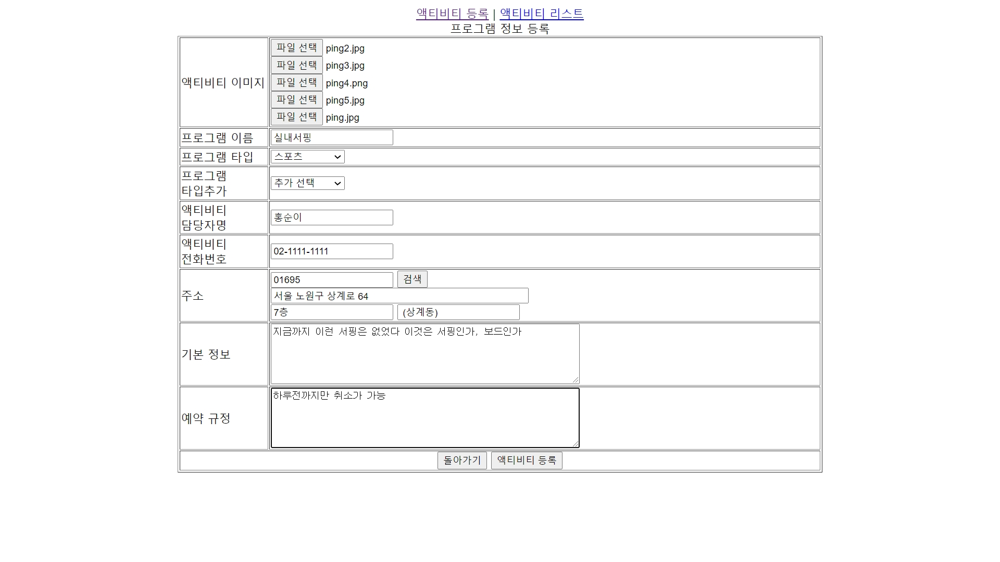 액티비티 등록 | 액티비티 리스트
프로그램 정보 등록
액티비티 이미지
파일 선택 ping2.jpg
파일 선택 ping3.jpg
파일 선택 ping4.png
파일 선택 ping5.jpg
파일 선택 ping.jpg
프로그램 이름 실내서핑
프로그램 타입 스포츠
프로그램
타입추가
추가 선택
액티비티
담당자명
홍순이
액티비티
전화번호
02-1111-1111
주소
01695 검색
서울 노원구 상계로 64
7층 (상계동)
기본 정보
지금까지 이런 서핑은 없었다 이것은 서핑인가, 보드인가
예약 규정
하루전까지만 취소가 가능
돌아가기 액티비티 등록